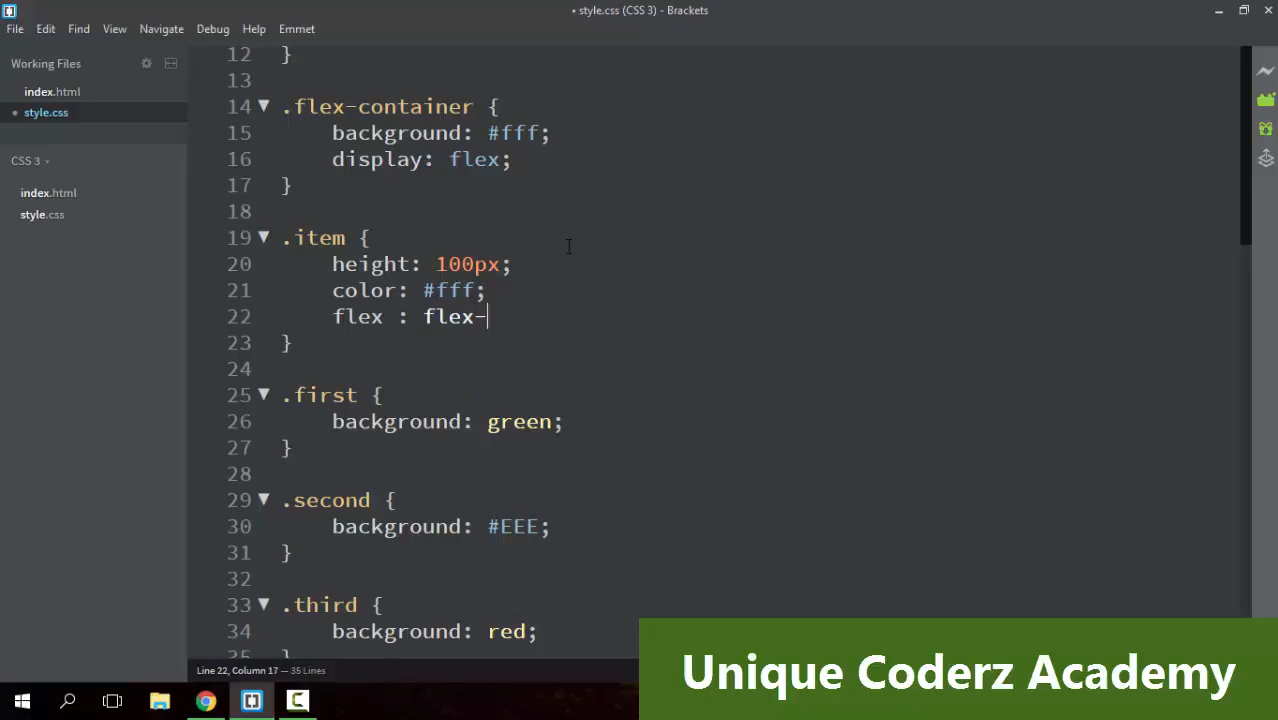 • style.css (CSS 3) - Brackets
File Edit Find View Navigate Debug Help Emmet
Working Files
index.html
• style.css
CSS 3
index.html
style.css
12 }
13
14 .flex-container {
15 background: #fff;
16 display: flex;
17 }
18
19 .item {
20 height: 100px;
21 color: #fff;
22 flex : flex-
23 }
24
25 .first {
26 background: green;
27 }
28
29 .second {
30 background: #EEE;
31 }
32
33 .third {
34 background: red;
35 }
Line 22, Column 17 — 35 Lines
Unique Coderz Academy